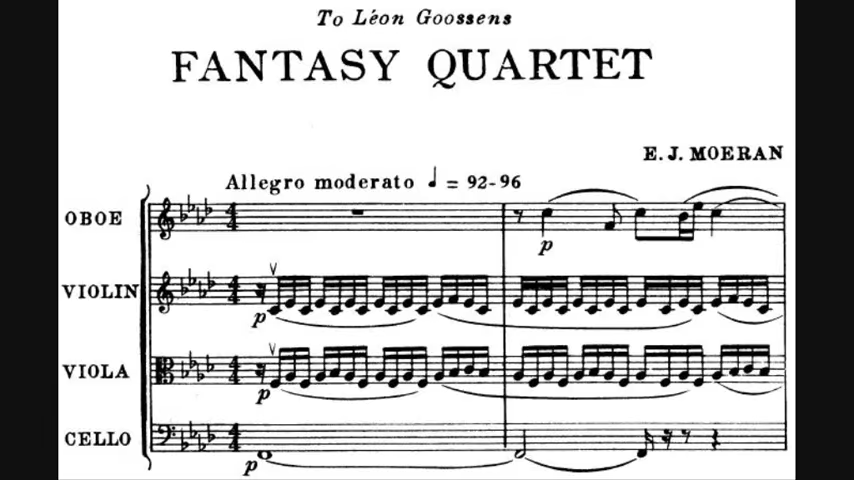 To Léon Goossens
FANTASY QUARTET
E. J. MOERAN
Allegro moderato ♩ = 92-96
OBOE
p
VIOLIN
p
VIOLA
p
CELLO
p